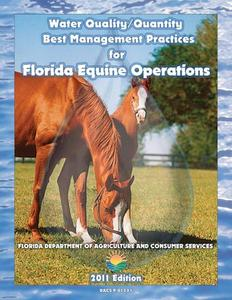 Water Quality/Quantity
Best Management Practices
for
Florida Equine Operations
FLORIDA DEPARTMENT OF AGRICULTURE AND CONSUMER SERVICES
2011 Edition